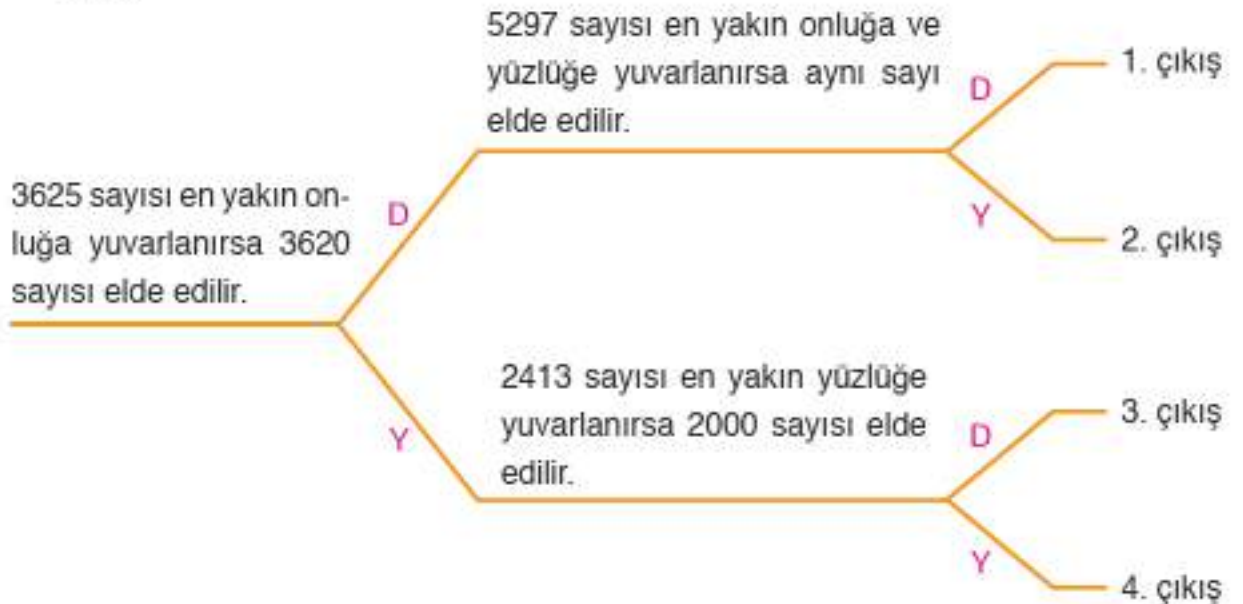 5297 sayısı en yakın onluğa ve
yüzlüğe yuvarlanırsa aynı sayı
elde edilir.
D
1. çıkış
Y
2. çıkış
3625 sayısı en yakın on-
luğa yuvarlanırsa 3620
sayısı elde edilir.
D
Y
2413 sayısı en yakın yüzlüğe
yuvarlanırsa 2000 sayısı elde
edilir.
D
3. çıkış
Y
4. çıkış